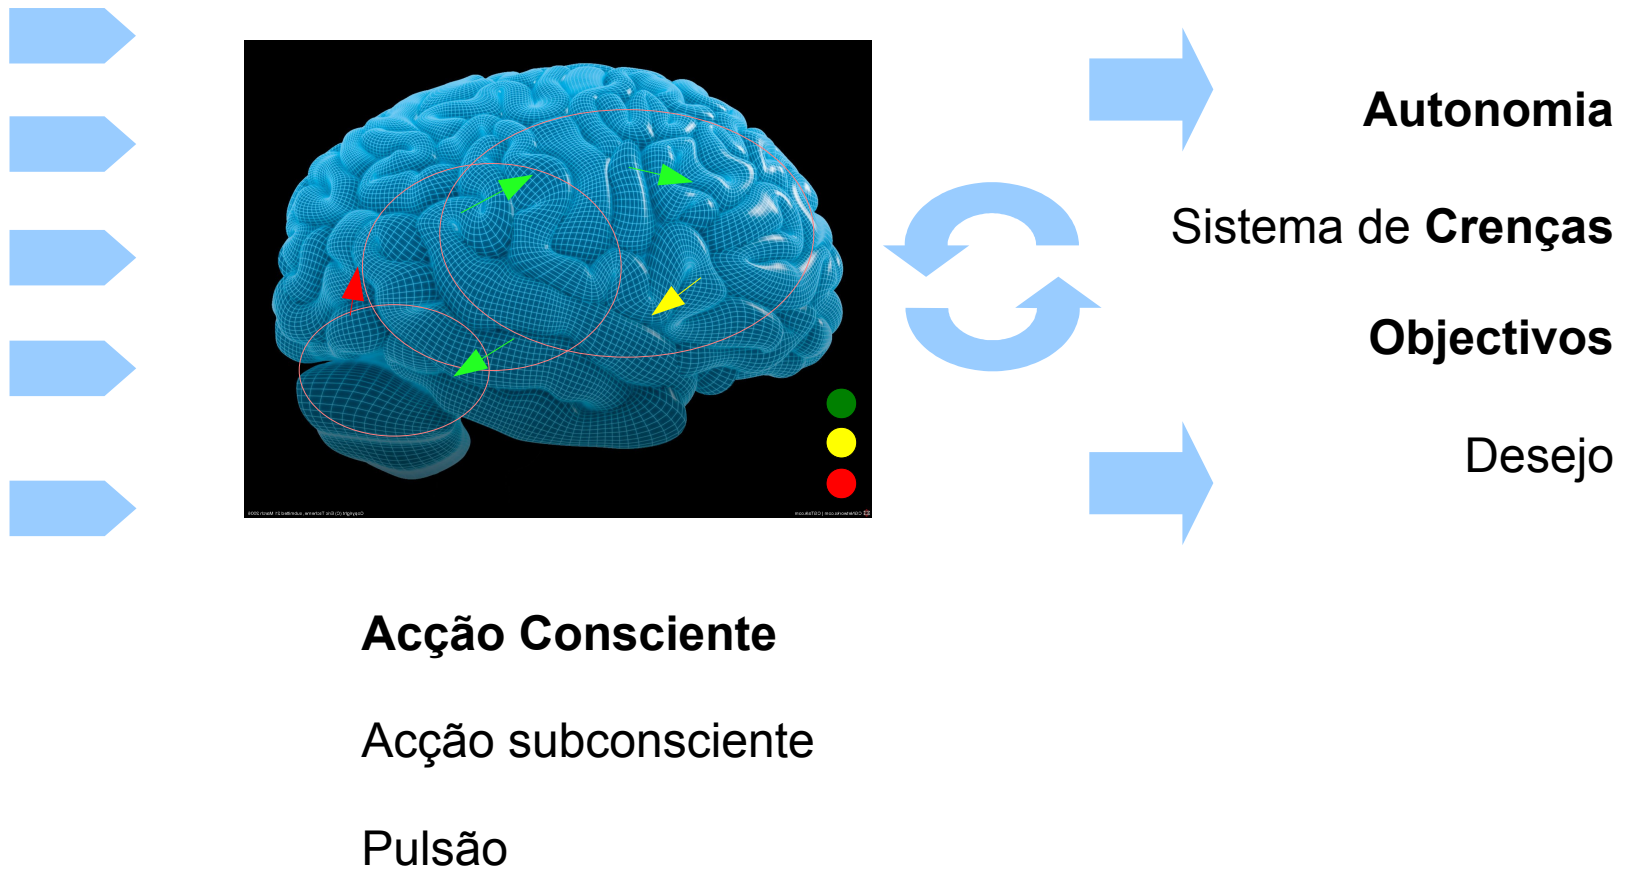 Autonomia
Sistema de Crenças
Objectivos
Desejo
Acção Consciente
Acção subconsciente
Pulsão